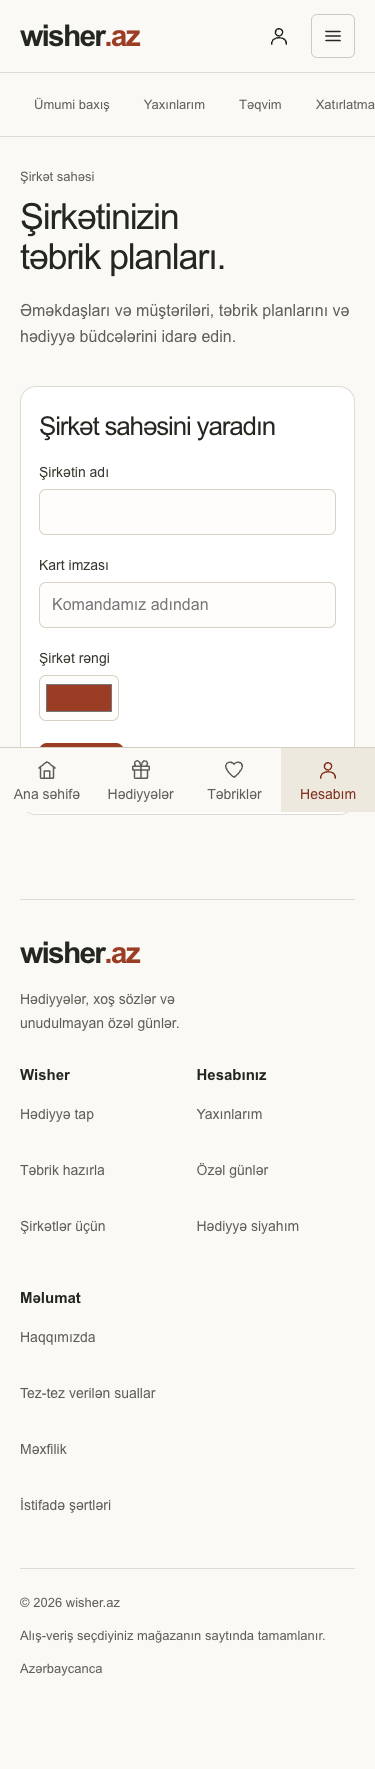 wisher.az
Ümumi baxış Yaxınlarım Təqvim Xatırlatma
Şirkət sahəsi
Şirkətinizin
təbrik planları.
Əməkdaşları və müştəriləri, təbrik planlarını və
hədiyyə büdcələrini idarə edin.
Şirkət sahəsini yaradın
Şirkətin adı
Kart imzası
Komandamız adından
Şirkət rəngi
Ana səhifə Hədiyyələr Təbriklər Hesabım
wisher.az
Hədiyyələr, xoş sözlər və
unudulmayan özəl günlər.
Wisher Hesabınız
Hədiyyə tap Yaxınlarım
Təbrik hazırla Özəl günlər
Şirkətlər üçün Hədiyyə siyahım
Məlumat
Haqqımızda
Tez-tez verilən suallar
Məxfilik
İstifadə şərtləri
© 2026 wisher.az
Alış-veriş seçdiyiniz mağazanın saytında tamamlanır.
Azərbaycanca